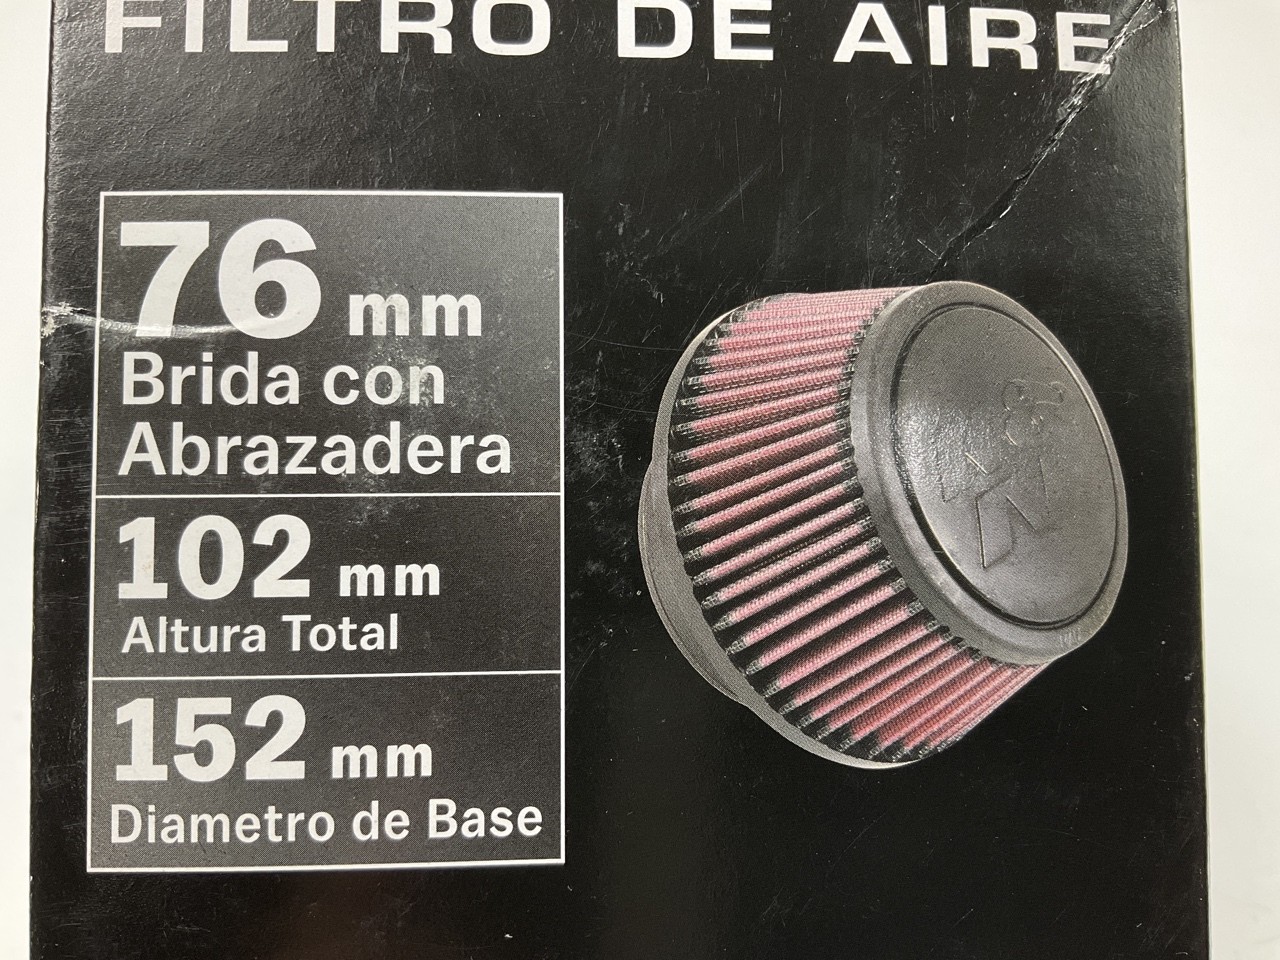 FILTRO DE AIRE
76 mm
Brida con
Abrazadera
102 mm
Altura Total
152 mm
Diametro de Base
K&N